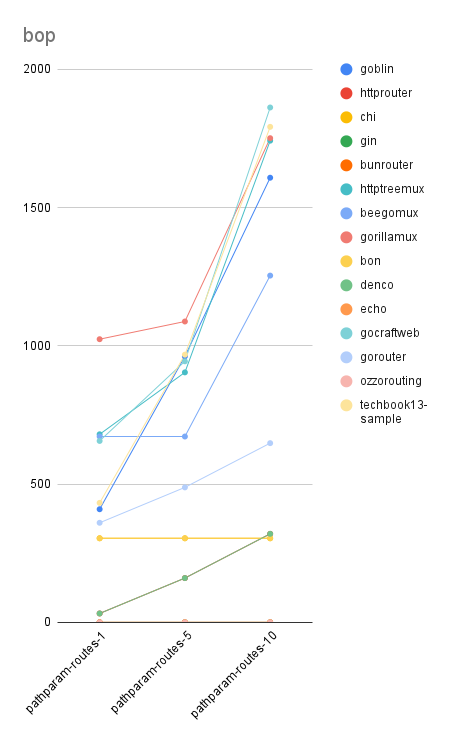 bop
2000
1500
1000
500
0
pathparam-routes-1
pathparam-routes-5
pathparam-routes-10
goblin
httprouter
chi
gin
bunrouter
httptreemux
beegomux
gorillamux
bon
denco
echo
gocraftweb
gorouter
ozzorouting
techbook13-
sample